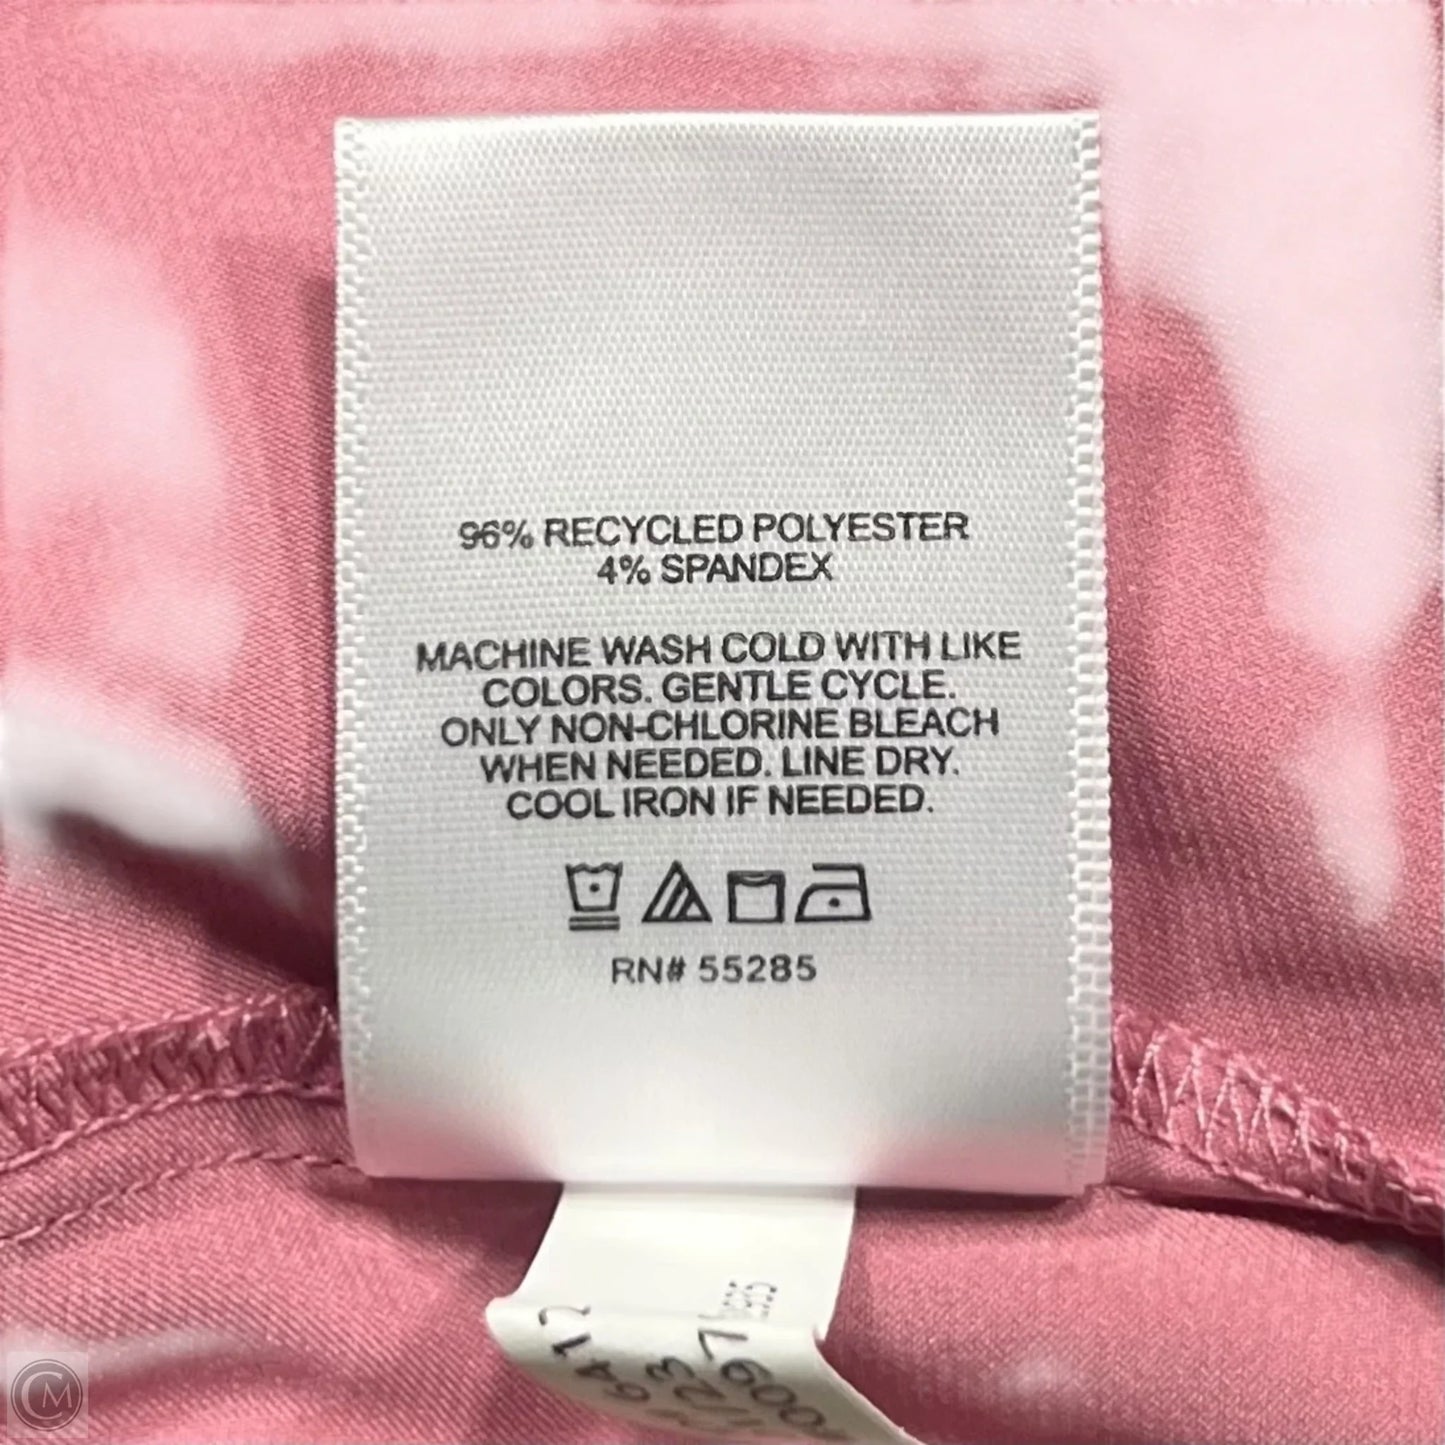 96% RECYCLED POLYESTER
4% SPANDEX
MACHINE WASH COLD WITH LIKE
COLORS. GENTLE CYCLE.
ONLY NON-CHLORINE BLEACH
WHEN NEEDED. LINE DRY.
COOL IRON IF NEEDED.
RN# 55285
CM